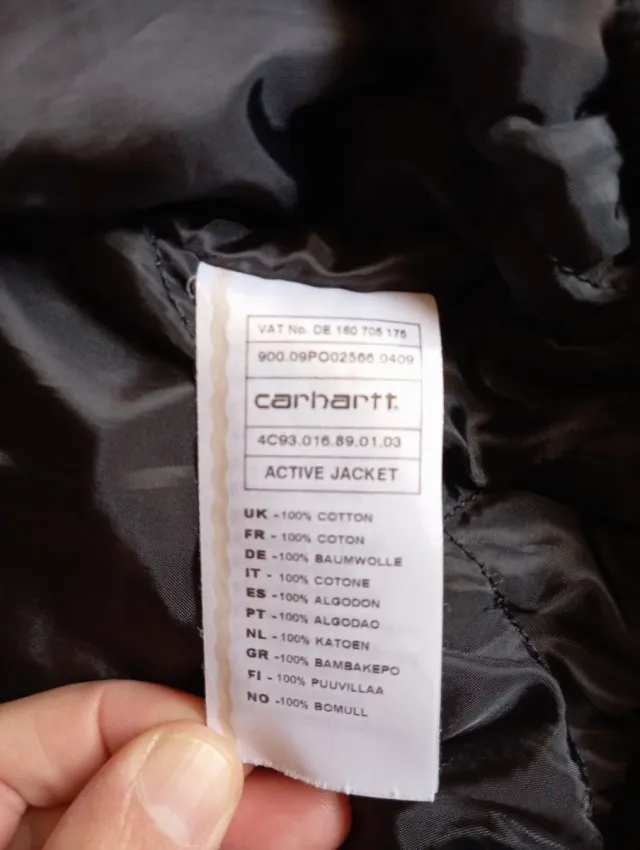 VAT No. DE 180 705 175
900.09PO02566.0409
carhartt.
4C93.016.89.01.03
ACTIVE JACKET
UK -100% COTTON
FR - 100% COTON
DE -100% BAUMWOLLE
IT - 100% COTONE
ES -100% ALGODON
PT -100% ALGODAO
NL -100% KATOEN
GR -100% BAMBAKEPO
FI - 100% PUUVILLAA
NO -100% BOMULL